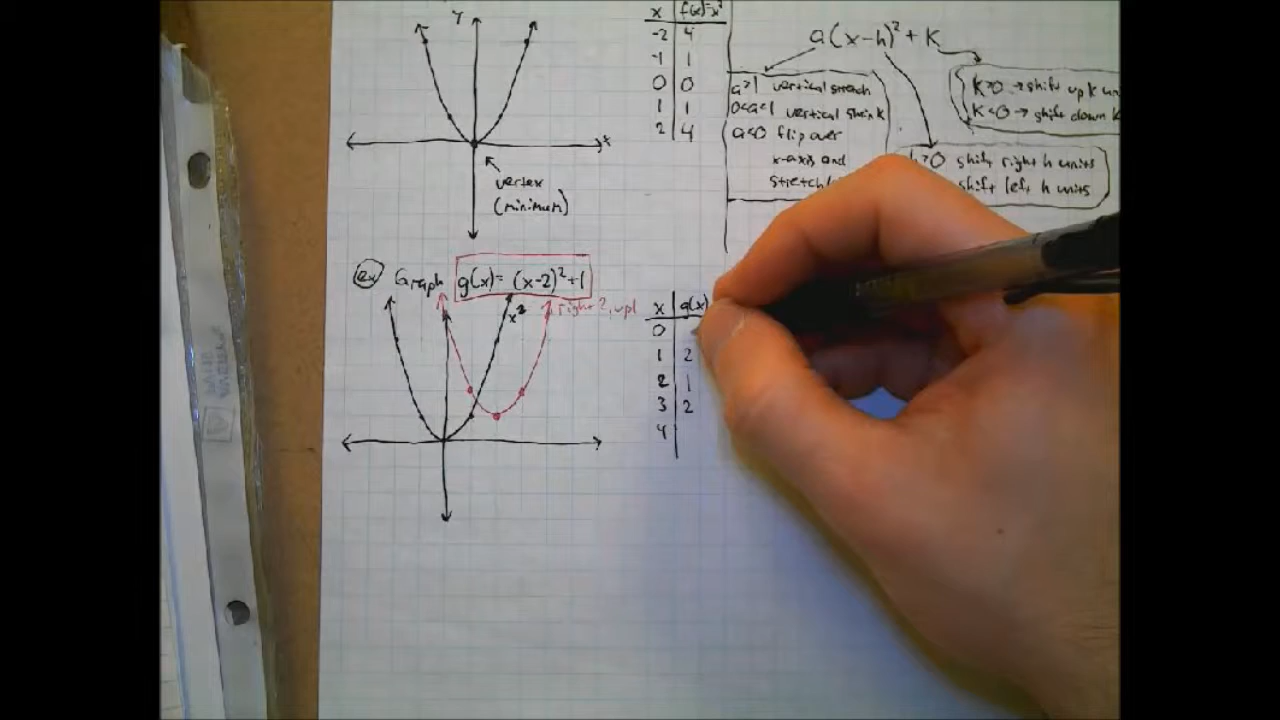 y
x
vertex
(minimum)
x f(x)=x²
-2 4
-1 1
0 0
1 1
2 4
a(x-h)²+K
a>1 vertical stretch
0<a<1 vertical shrink
a<0 flip over
x-axis and
K>0 → shift up K
K<0 → shift down K
>0 shift right h units
shift left h units
ex Graph g(x)= (x-2)²+1
x²
right 2, up 1
x g(x)
0
1 2
2 1
3 2
4